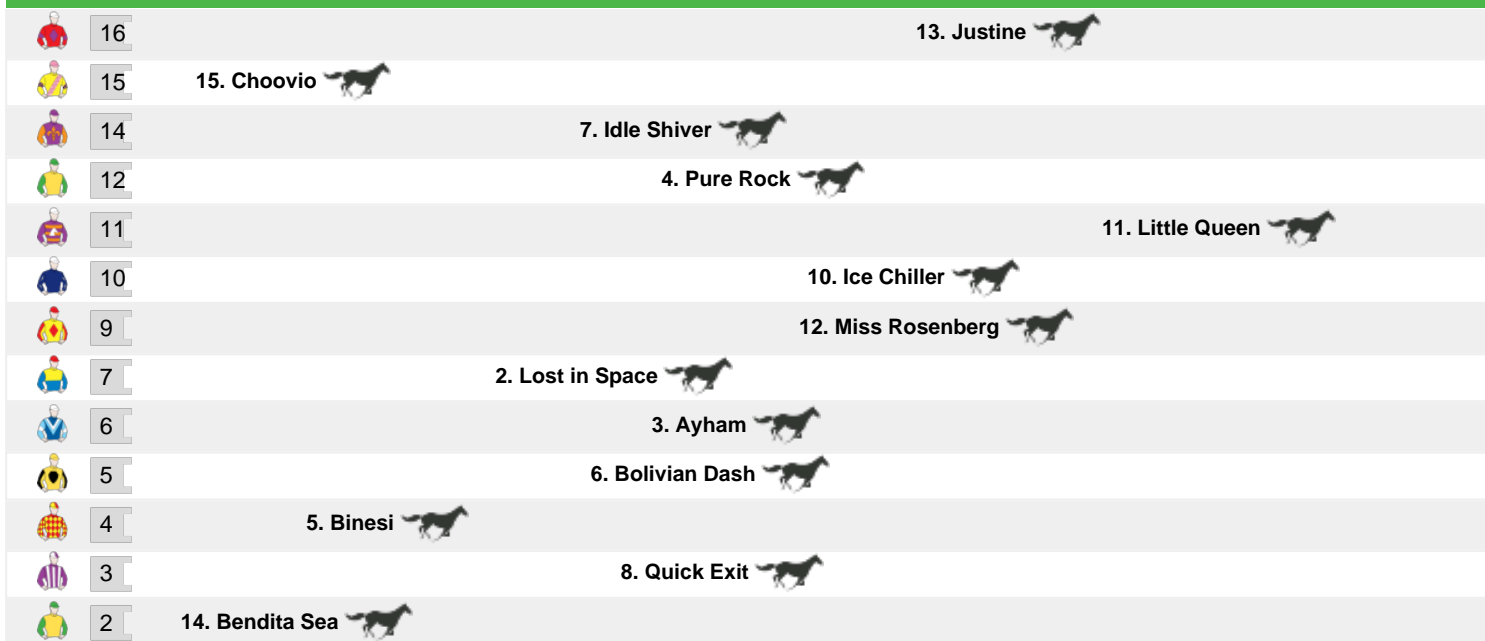 16 13. Justine
15 15. Choovio
14 7. Idle Shiver
12 4. Pure Rock
11 11. Little Queen
10 10. Ice Chiller
9 12. Miss Rosenberg
7 2. Lost in Space
6 3. Ayham
5 6. Bolivian Dash
4 5. Binesi
3 8. Quick Exit
2 14. Bendita Sea